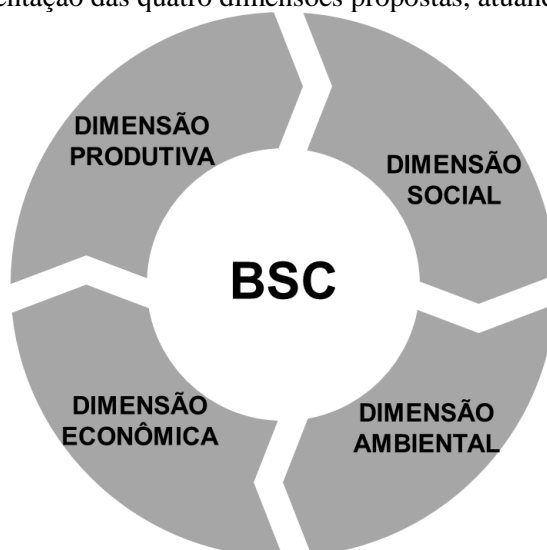 entação das quatro dimensões propostas, atuand
DIMENSÃO
PRODUTIVA
DIMENSÃO
SOCIAL
BSC
DIMENSÃO
ECONÔMICA
DIMENSÃO
AMBIENTAL